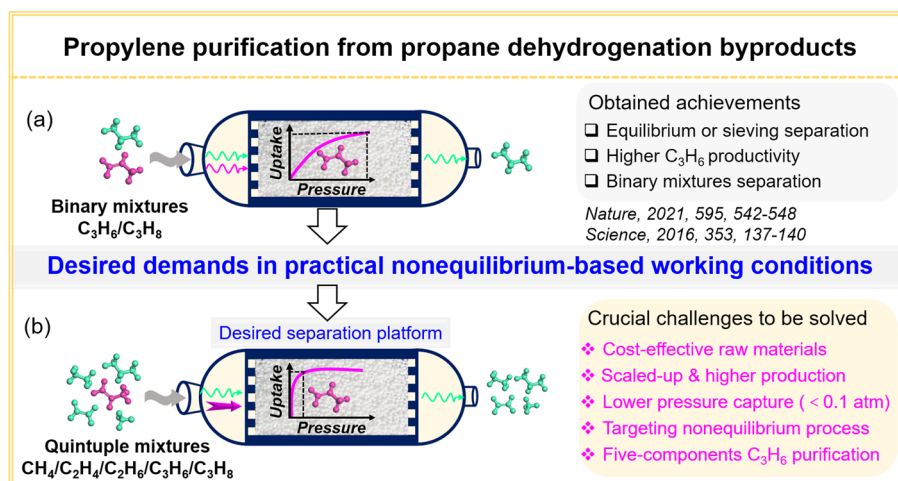 Propylene purification from propane dehydrogenation byproducts
(a)
Binary mixtures
C₃H₆/C₃H₈
Uptake
Pressure
Obtained achievements
❑ Equilibrium or sieving separation
❑ Higher C₃H₆ productivity
❑ Binary mixtures separation
Nature, 2021, 595, 542-548
Science, 2016, 353, 137-140
Desired demands in practical nonequilibrium-based working conditions
(b)
Desired separation platform
Quintuple mixtures
CH₄/C₂H₄/C₂H₆/C₃H₆/C₃H₈
Uptake
Pressure
Crucial challenges to be solved
❖ Cost-effective raw materials
❖ Scaled-up & higher production
❖ Lower pressure capture (<0.1 atm)
❖ Targeting nonequilibrium process
❖ Five-components C₃H₆ purification